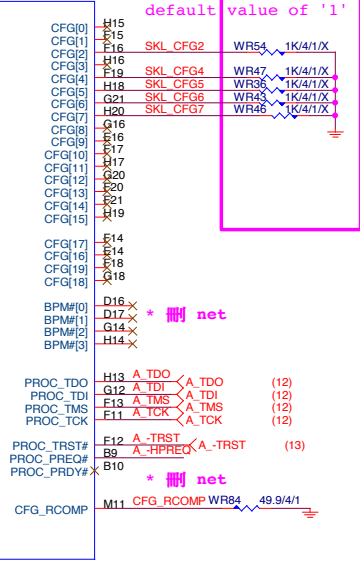 default value of '1'
CFG[0] H15
CFG[1] E15
CFG[2] F16 SKL_CFG2 WR54 1K/4/1/X
CFG[3] H16
CFG[4] F19 SKL_CFG4 WR47 1K/4/1/X
CFG[5] H18 SKL_CFG5 WR36 1K/4/1/X
CFG[6] G21 SKL_CFG6 WR43 1K/4/1/X
CFG[7] H20 SKL_CFG7 WR46 1K/4/1/X
CFG[8] G16
CFG[9] E16
CFG[10] F17
CFG[11] H17
CFG[12] G20
CFG[13] F20
CFG[14] F21
CFG[15] H19
CFG[17] F14
CFG[16] E14
CFG[19] F18
CFG[18] G18
BPM#[0] D16
BPM#[1] D17
* 刪 net
BPM#[2] G14
BPM#[3] H14
PROC_TDO H13 A_TDO A_TDO (12)
PROC_TDI G12 A_TDI A_TDI (12)
PROC_TMS F13 A_TMS A_TMS (12)
PROC_TCK F11 A_TCK A_TCK (12)
PROC_TRST# F12 A_-TRST A_-TRST (13)
PROC_PREQ# B9 A_-HPREQ
PROC_PRDY# B10
* 刪 net
CFG_RCOMP M11 CFG_RCOMP WR84 49.9/4/1